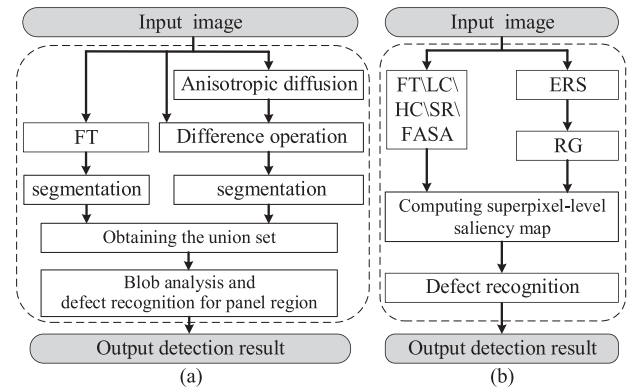 Input image
Anisotropic diffusion
FT
Difference operation
segmentation
segmentation
Obtaining the union set
Blob analysis and
defect recognition for panel region
Output detection result
(a)
Input image
FT\LC\
HC\SR\
FASA
ERS
RG
Computing superpixel-level
saliency map
Defect recognition
Output detection result
(b)